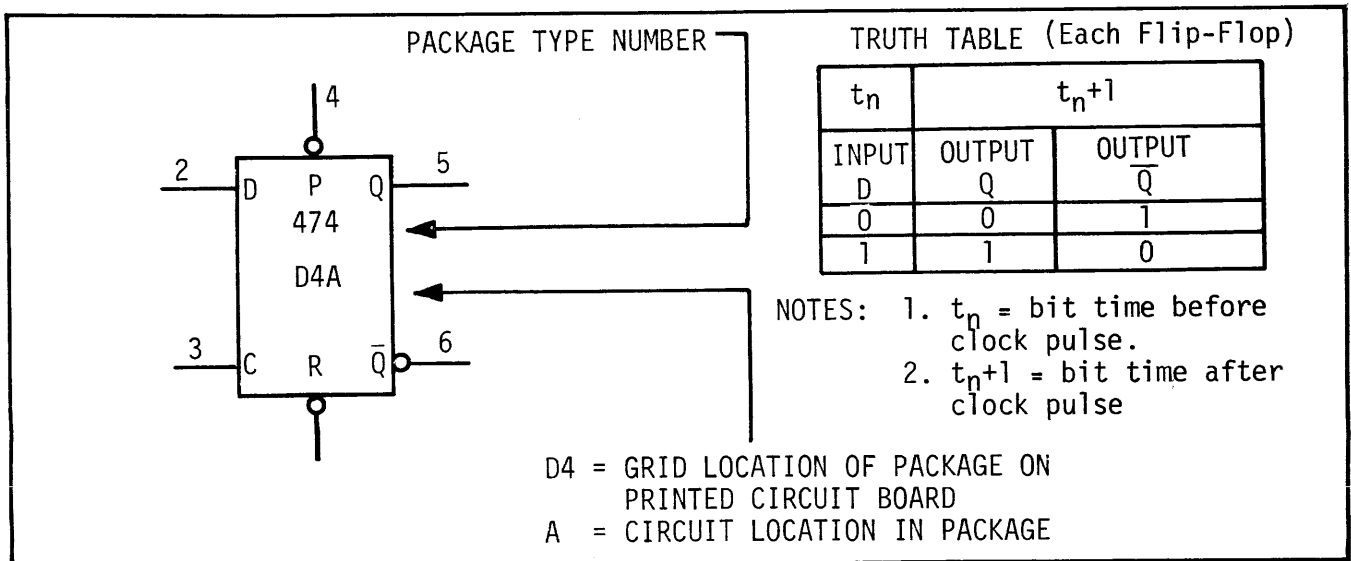 PACKAGE TYPE NUMBER
4
2
5
D P Q
474
D4A
3
6
C R Q̅
TRUTH TABLE (Each Flip-Flop)
tn tn+1
INPUT OUTPUT OUTPUT
D Q Q̅
0 0 1
1 1 0
NOTES: 1. tn = bit time before
clock pulse.
2. tn+1 = bit time after
clock pulse
D4 = GRID LOCATION OF PACKAGE ON
PRINTED CIRCUIT BOARD
A = CIRCUIT LOCATION IN PACKAGE